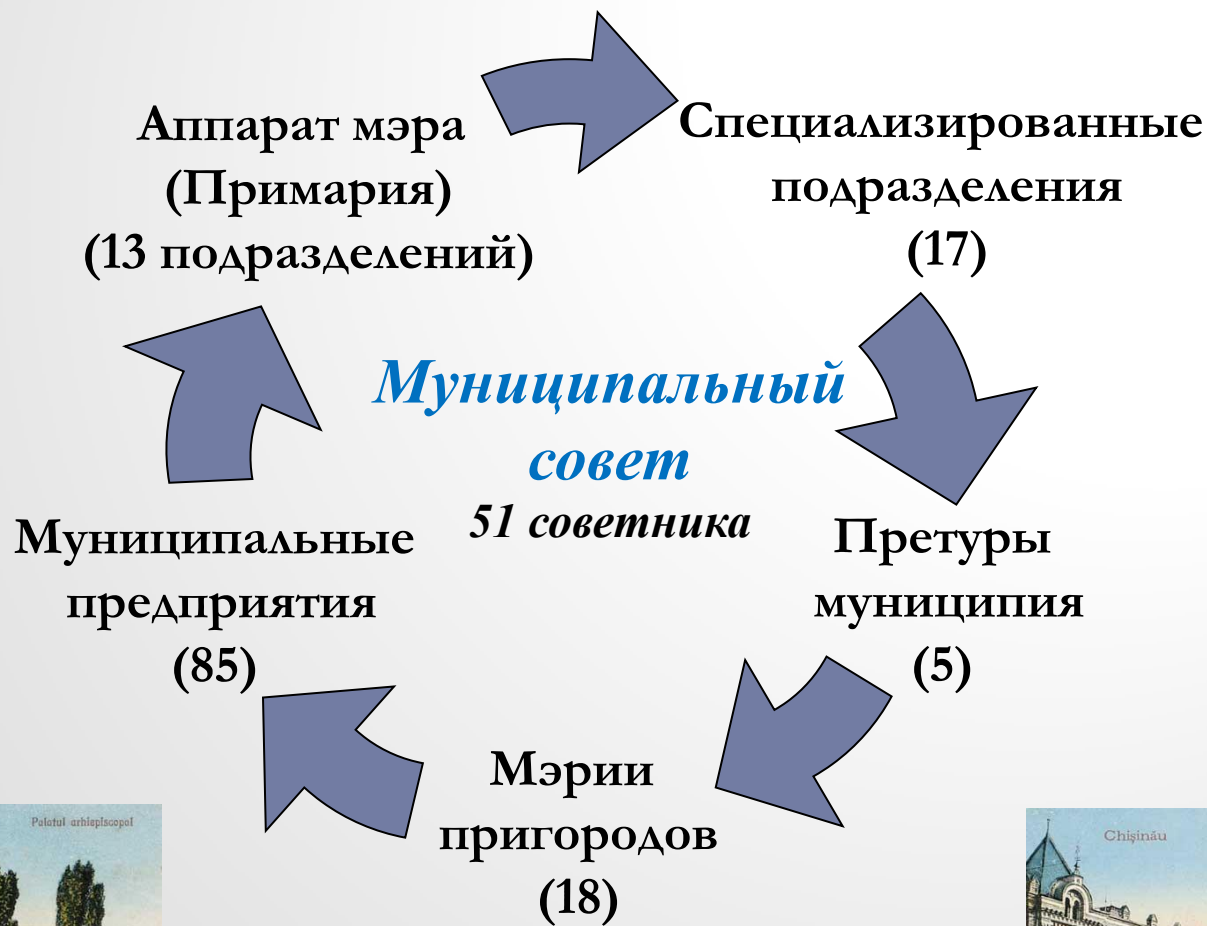 Аппарат мэра
(Примария)
(13 подразделений)
Специализированные
подразделения
(17)
Муниципальный
совет
51 советника
Муниципальные
предприятия
(85)
Претуры
муниципия
(5)
Мэрии
пригородов
(18)
Palatul arhiepiscopal
Chişinău